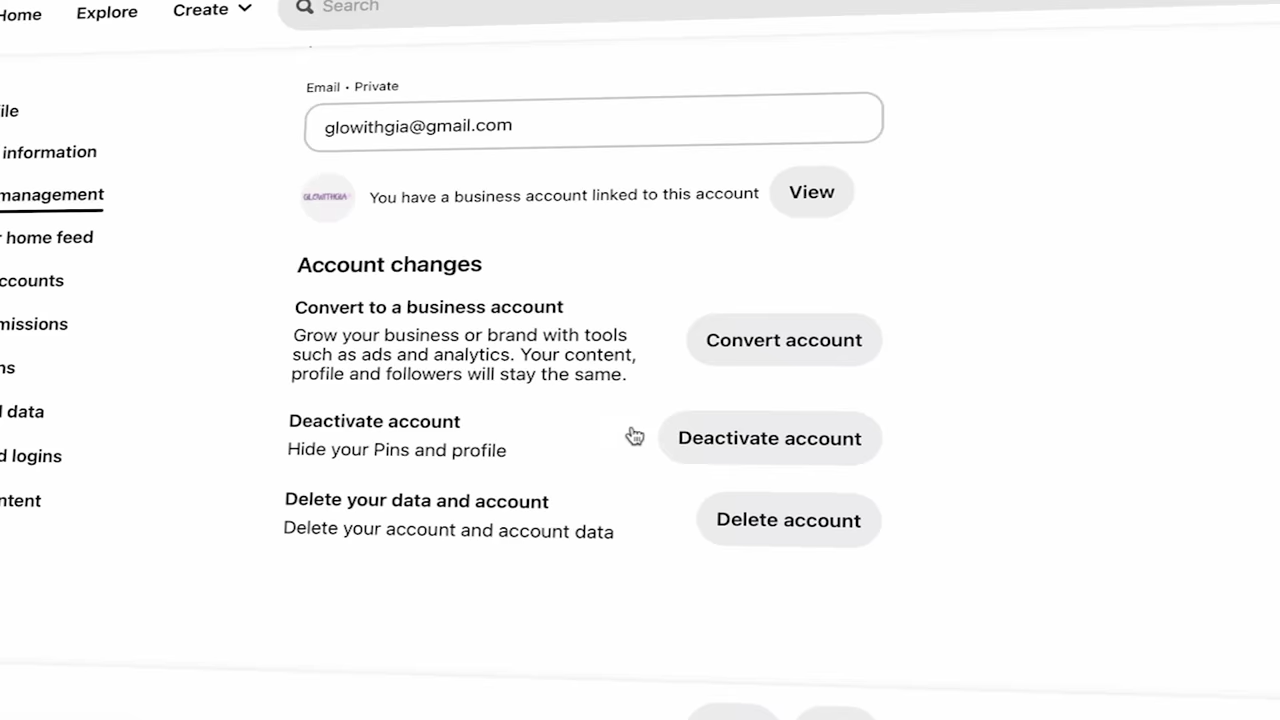 Home Explore Create Search
Email • Private
glowithgia@gmail.com
GLOWITHGIA
You have a business account linked to this account View
Account changes
Convert to a business account
Grow your business or brand with tools
such as ads and analytics. Your content,
profile and followers will stay the same.
Convert account
Deactivate account
Hide your Pins and profile
Deactivate account
Delete your data and account
Delete your account and account data
Delete account
ile
information
management
r home feed
ccounts
missions
ns
l data
d logins
ntent